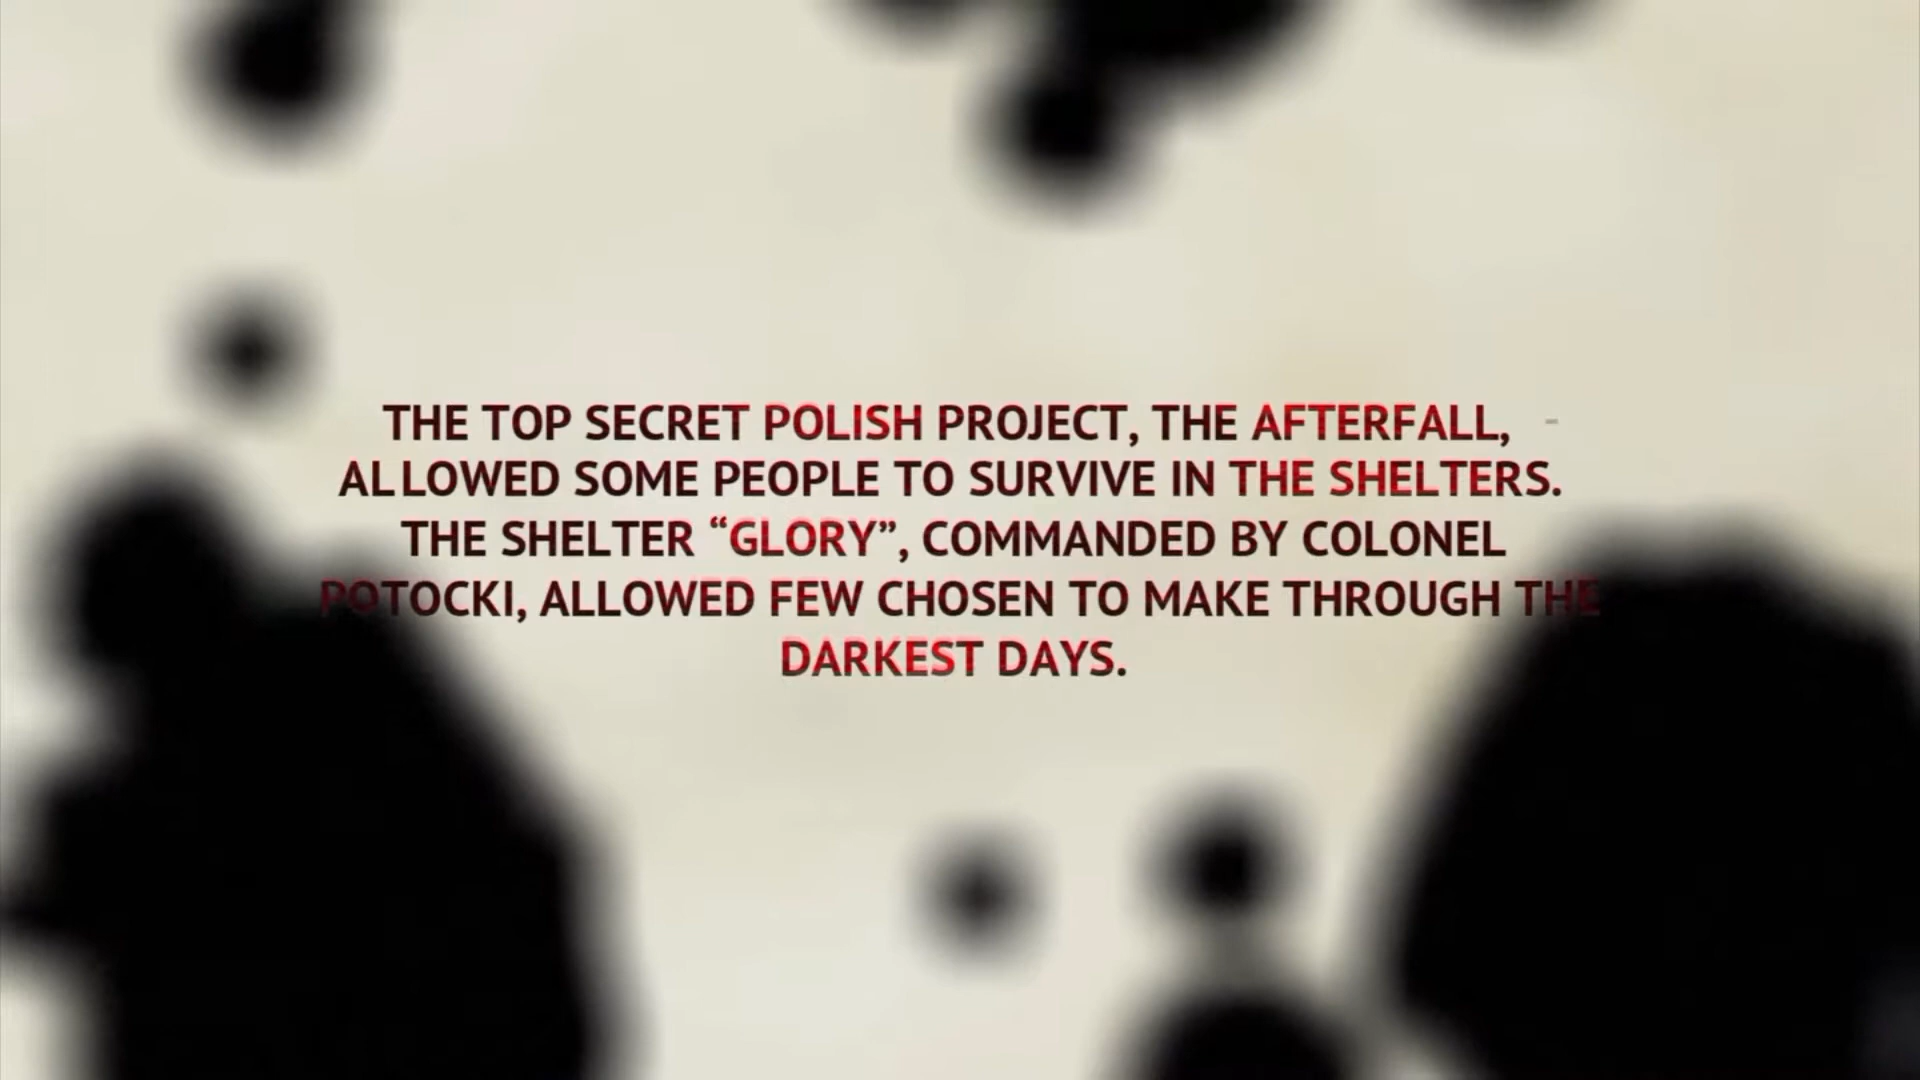 THE TOP SECRET POLISH PROJECT, THE AFTERFALL, -
ALLOWED SOME PEOPLE TO SURVIVE IN THE SHELTERS.
THE SHELTER “GLORY”, COMMANDED BY COLONEL
POTOCKI, ALLOWED FEW CHOSEN TO MAKE THROUGH THE
DARKEST DAYS.